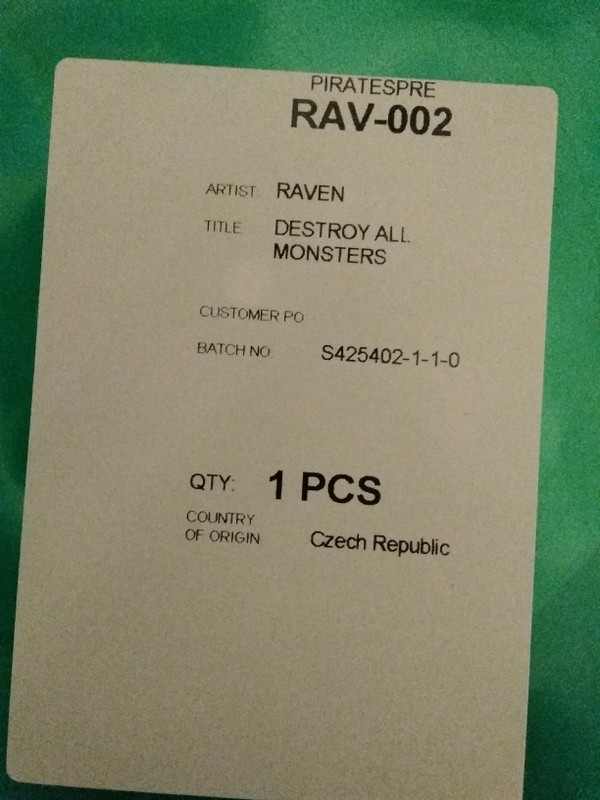 PIRATESPRE
RAV-002
ARTIST RAVEN
TITLE DESTROY ALL
MONSTERS
CUSTOMER PO
BATCH NO S425402-1-1-0
QTY: 1 PCS
COUNTRY
OF ORIGIN Czech Republic